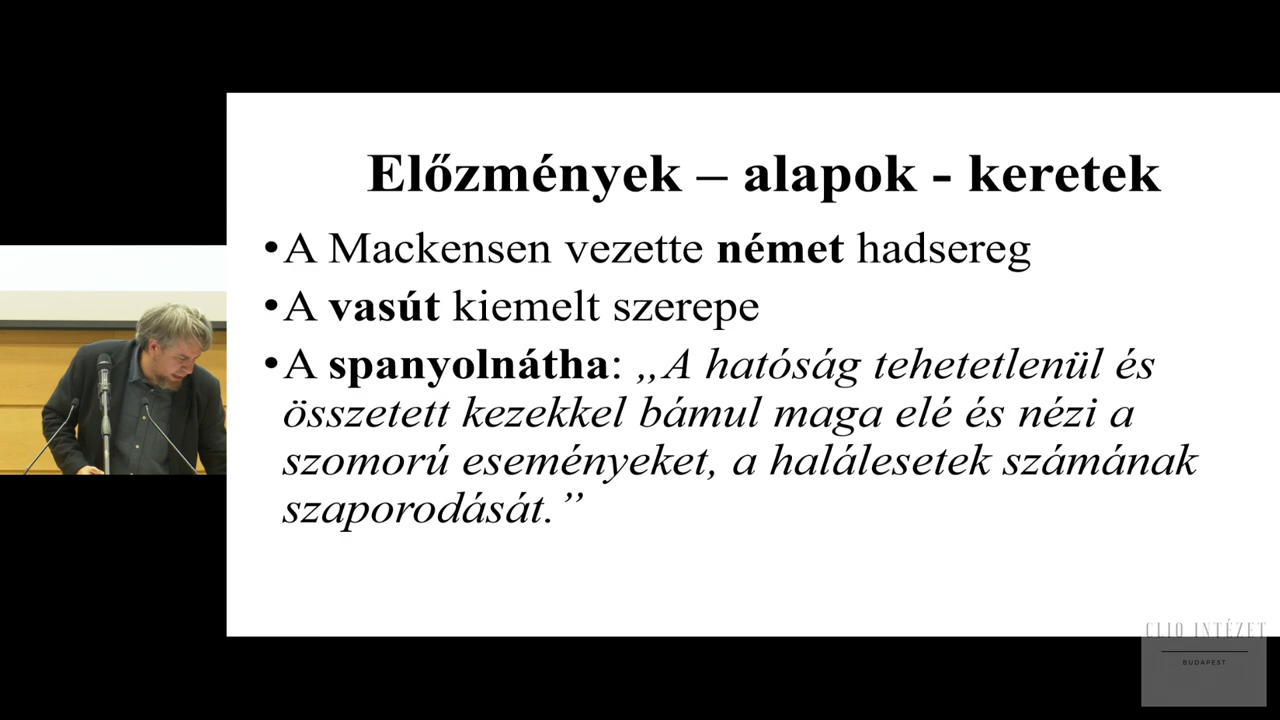 Előzmények – alapok - keretek
•A Mackensen vezette német hadsereg
•A vasút kiemelt szerepe
•A spanyolnátha: „A hatóság tehetetlenül és
összetett kezekkel bámul maga elé és nézi a
szomorú eseményeket, a halálesetek számának
szaporodását.”
CLIO INTÉZET
BUDAPEST